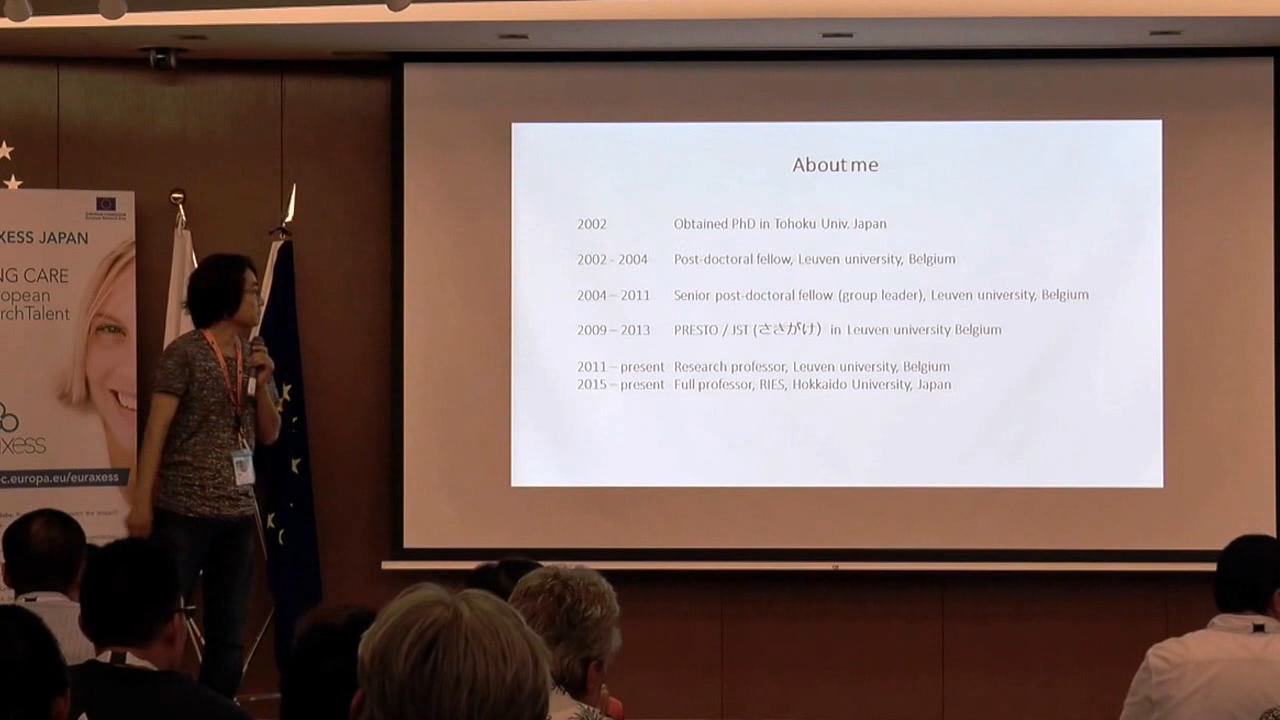 About me
2002 Obtained PhD in Tohoku Univ. Japan
2002 - 2004 Post-doctoral fellow, Leuven university, Belgium
2004 – 2011 Senior post-doctoral fellow (group leader), Leuven university, Belgium
2009 – 2013 PRESTO / JST (さきがけ) in Leuven university Belgium
2011 – present Research professor, Leuven university, Belgium
2015 – present Full professor, RIES, Hokkaido University, Japan
XESS JAPAN
NG CARE
opean
rchTalent
xess
c.europa.eu/euraxess